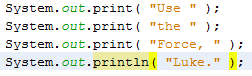 System.out.print( "Use " );
System.out.print( "the " );
System.out.print( "Force, " );
System.out.println( "Luke." );